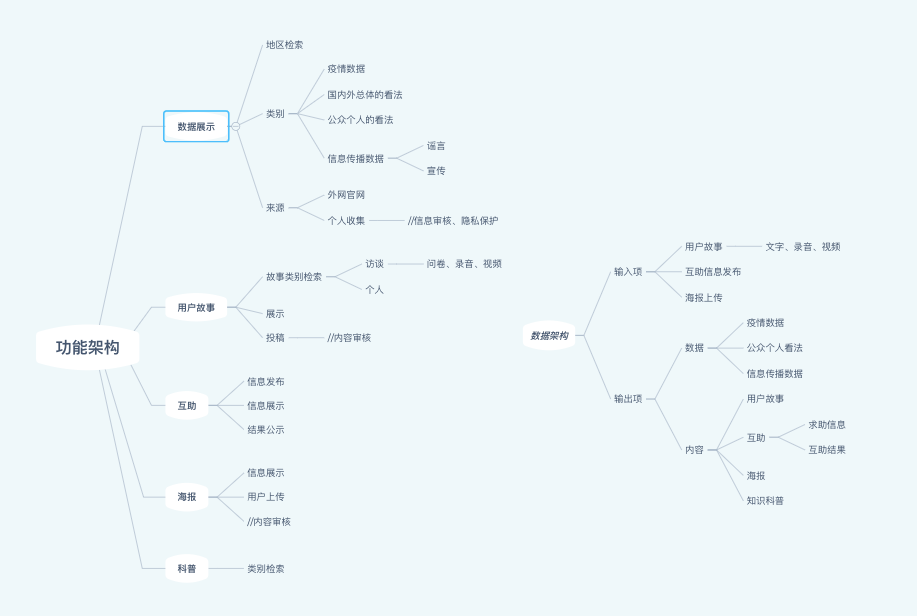 功能架构
数据展示
地区检索
类别
疫情数据
国内外总体的看法
公众个人的看法
信息传播数据
谣言
宣传
来源
外网官网
个人收集
//信息审核、隐私保护
用户故事
故事类别检索
访谈
问卷、录音、视频
个人
展示
投稿
//内容审核
互助
信息发布
信息展示
结果公示
海报
信息展示
用户上传
//内容审核
科普
类别检索
数据架构
输入项
用户故事
文字、录音、视频
互助信息发布
海报上传
输出项
数据
疫情数据
公众个人看法
信息传播数据
内容
用户故事
互助
求助信息
互助结果
海报
知识科普